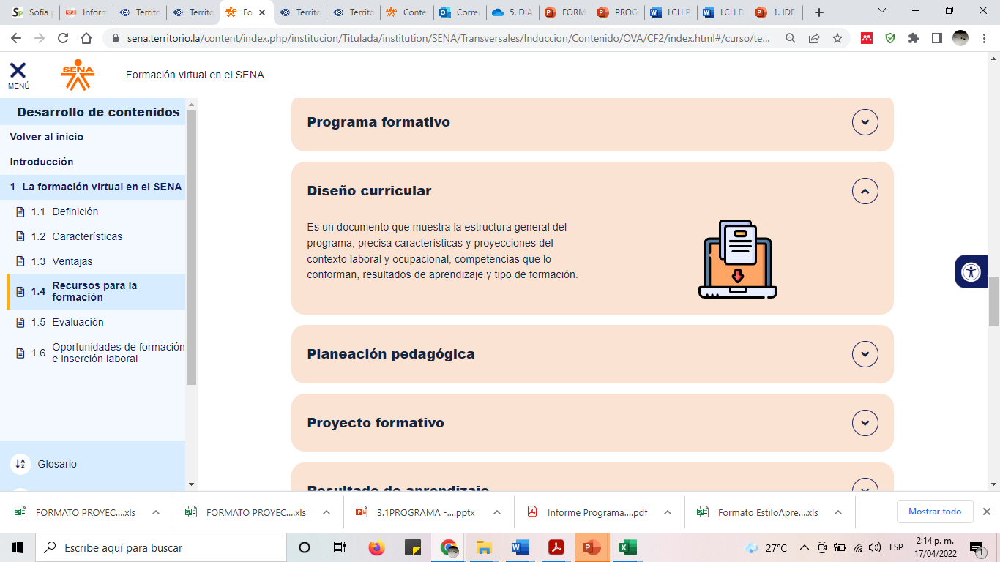 Sofia
Inform
Territo
Territo
Fo
Territo
Territo
Conte
Corre
5. DIA
FORM
PROG
LCH P
LCH D
1. IDE
sena.territorio.la/content/index.php/institucion/Titulada/institution/SENA/Transversales/Induccion/Contenido/OVA/CF2/index.html#/curso/te...
MENÚ
SENA
Formación virtual en el SENA
Desarrollo de contenidos
Volver al inicio
Introducción
1 La formación virtual en el SENA
1.1 Definición
1.2 Características
1.3 Ventajas
1.4 Recursos para la
formación
1.5 Evaluación
1.6 Oportunidades de formación
e inserción laboral
Glosario
Programa formativo
Diseño curricular
Es un documento que muestra la estructura general del
programa, precisa características y proyecciones del
contexto laboral y ocupacional, competencias que lo
conforman, resultados de aprendizaje y tipo de formación.
Planeación pedagógica
Proyecto formativo
Resultado de aprendizaje
FORMATO PROYEC....xls
FORMATO PROYEC....xls
3.1PROGRAMA -....pptx
Informe Programa....pdf
Formato EstiloApre....xls
Mostrar todo
Escribe aquí para buscar
27°C
ESP
2:14 p. m.
17/04/2022
1